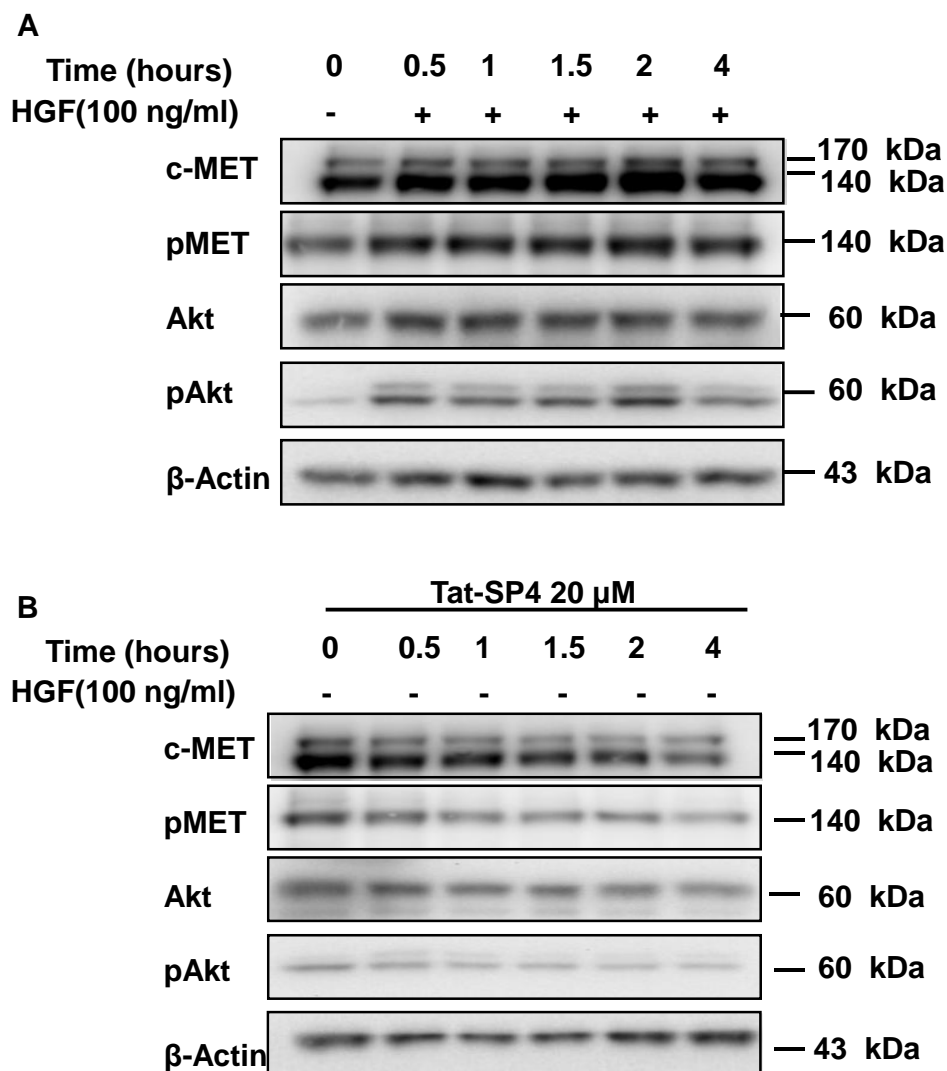 A
Time (hours) 0 0.5 1 1.5 2 4
HGF(100 ng/ml) - + + + + +
c-MET 170 kDa
140 kDa
pMET 140 kDa
Akt 60 kDa
pAkt 60 kDa
β-Actin 43 kDa
Tat-SP4 20 μM
B
Time (hours) 0 0.5 1 1.5 2 4
HGF(100 ng/ml) - - - - - -
c-MET 170 kDa
140 kDa
pMET 140 kDa
Akt 60 kDa
pAkt 60 kDa
β-Actin 43 kDa